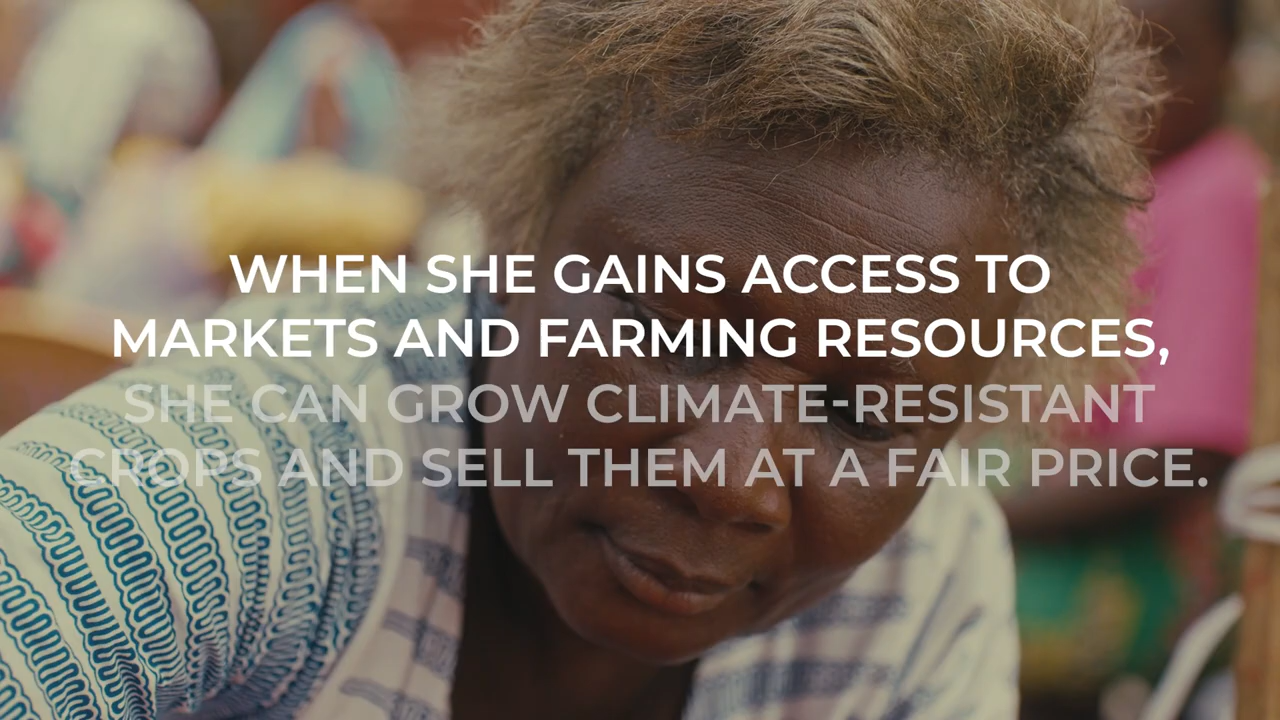 WHEN SHE GAINS ACCESS TO
MARKETS AND FARMING RESOURCES,
SHE CAN GROW CLIMATE-RESISTANT
CROPS AND SELL THEM AT A FAIR PRICE.